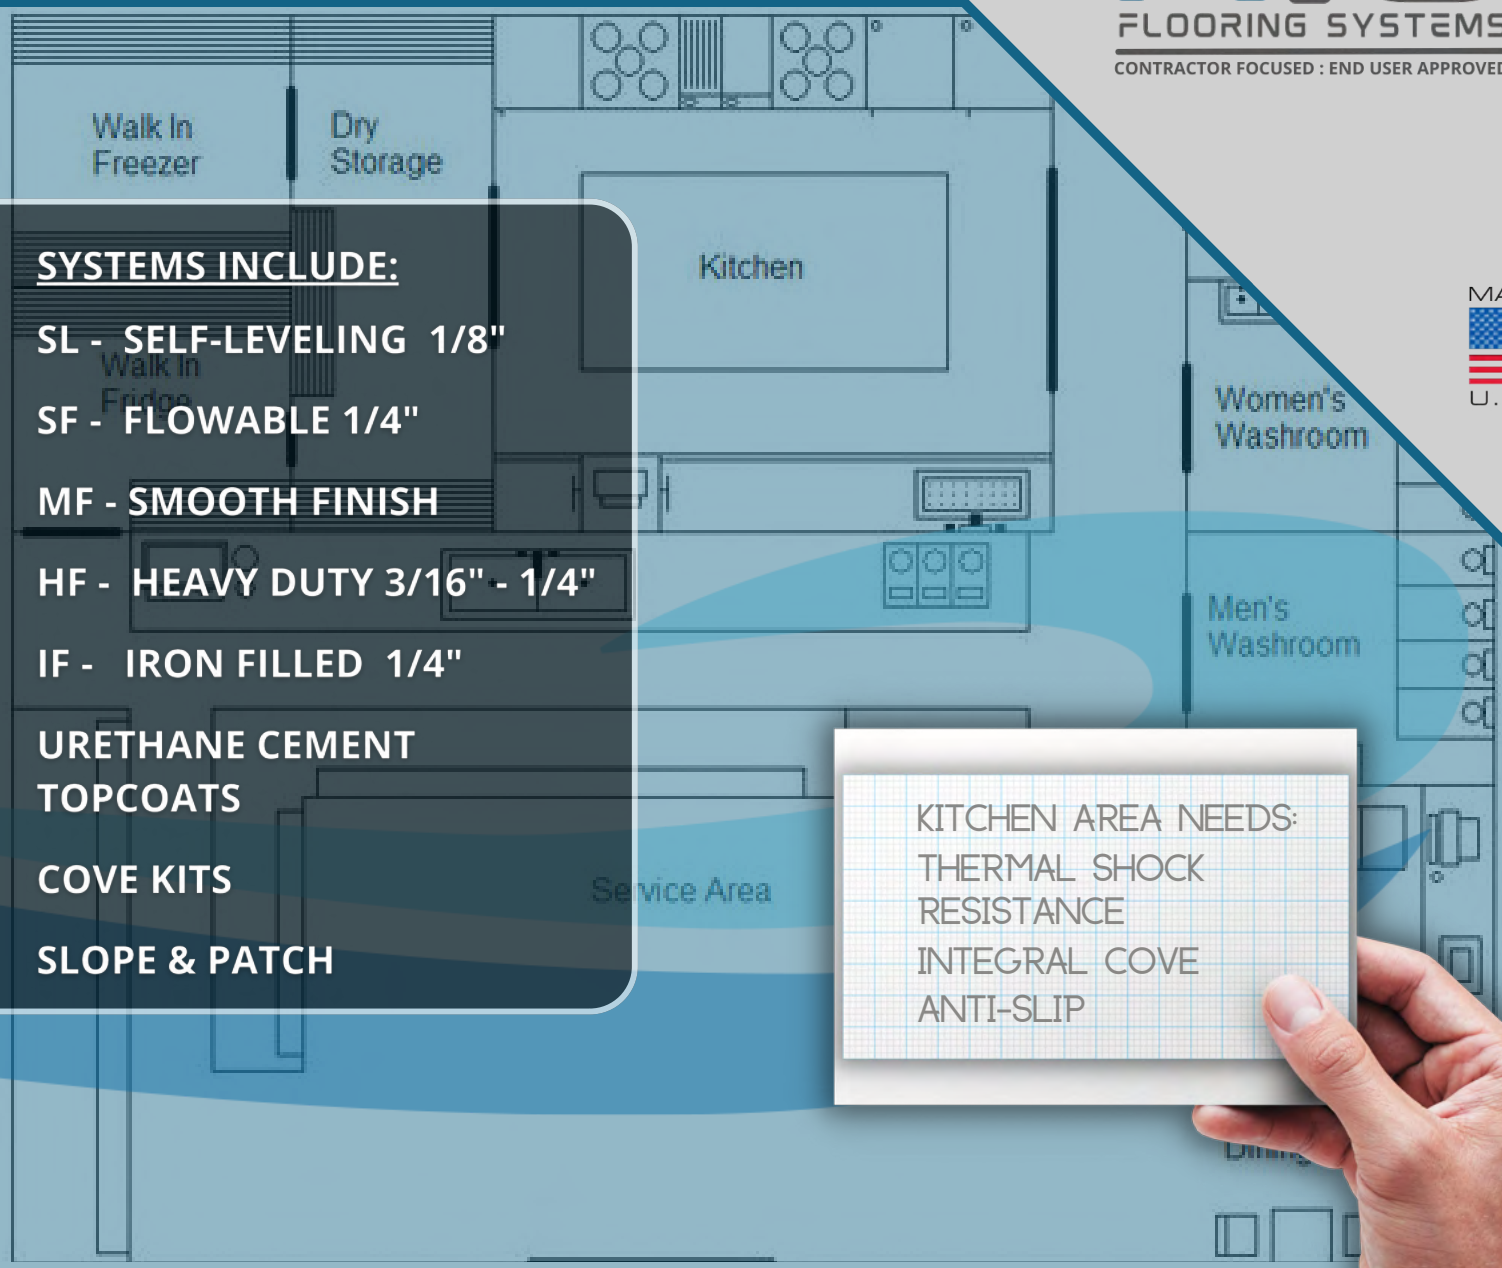 FLOORING SYSTEMS
CONTRACTOR FOCUSED : END USER APPROVED
Walk In
Freezer
Dry
Storage
Kitchen
SYSTEMS INCLUDE:
SL - SELF-LEVELING 1/8"
Walk In
Fridge
SF - FLOWABLE 1/4"
MF - SMOOTH FINISH
HF - HEAVY DUTY 3/16" - 1/4"
IF - IRON FILLED 1/4"
URETHANE CEMENT
TOPCOATS
COVE KITS
SLOPE & PATCH
U.
Women's
Washroom
Men's
Washroom
Service Area
KITCHEN AREA NEEDS:
THERMAL SHOCK
RESISTANCE
INTEGRAL COVE
ANTI-SLIP